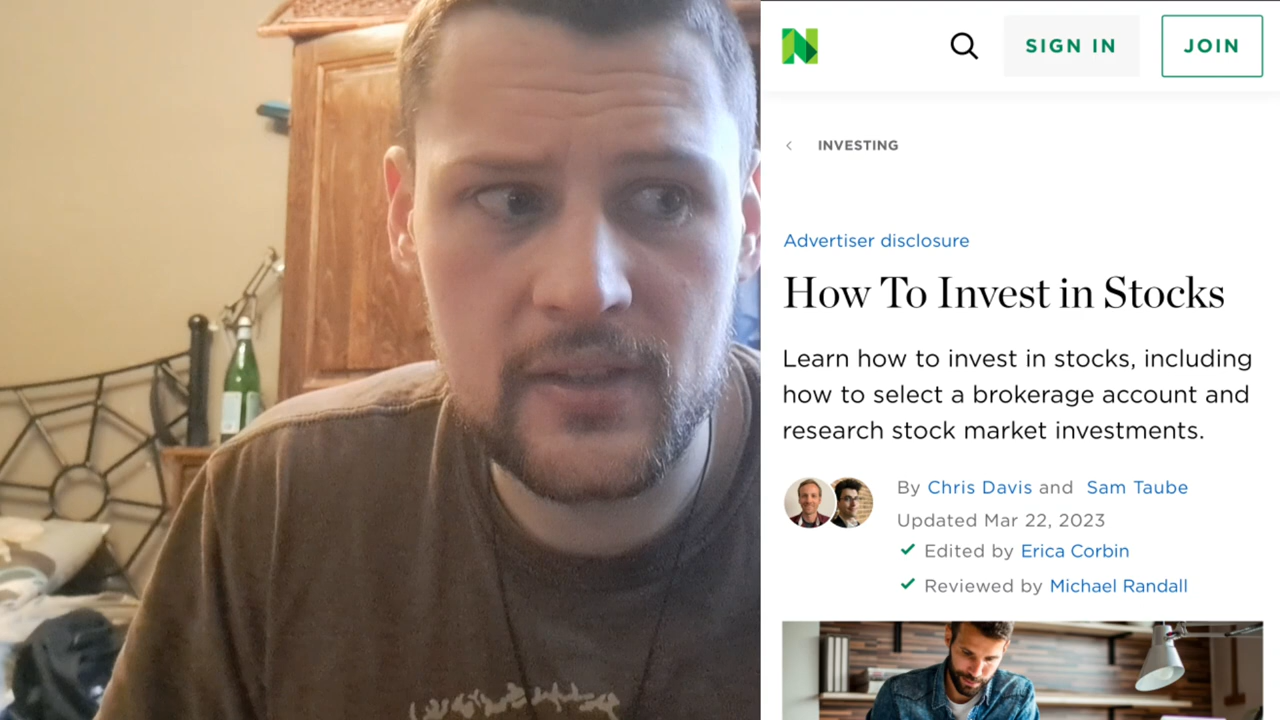 SIGN IN
JOIN
INVESTING
Advertiser disclosure
How To Invest in Stocks
Learn how to invest in stocks, including
how to select a brokerage account and
research stock market investments.
By Chris Davis and Sam Taube
Updated Mar 22, 2023
Edited by Erica Corbin
Reviewed by Michael Randall